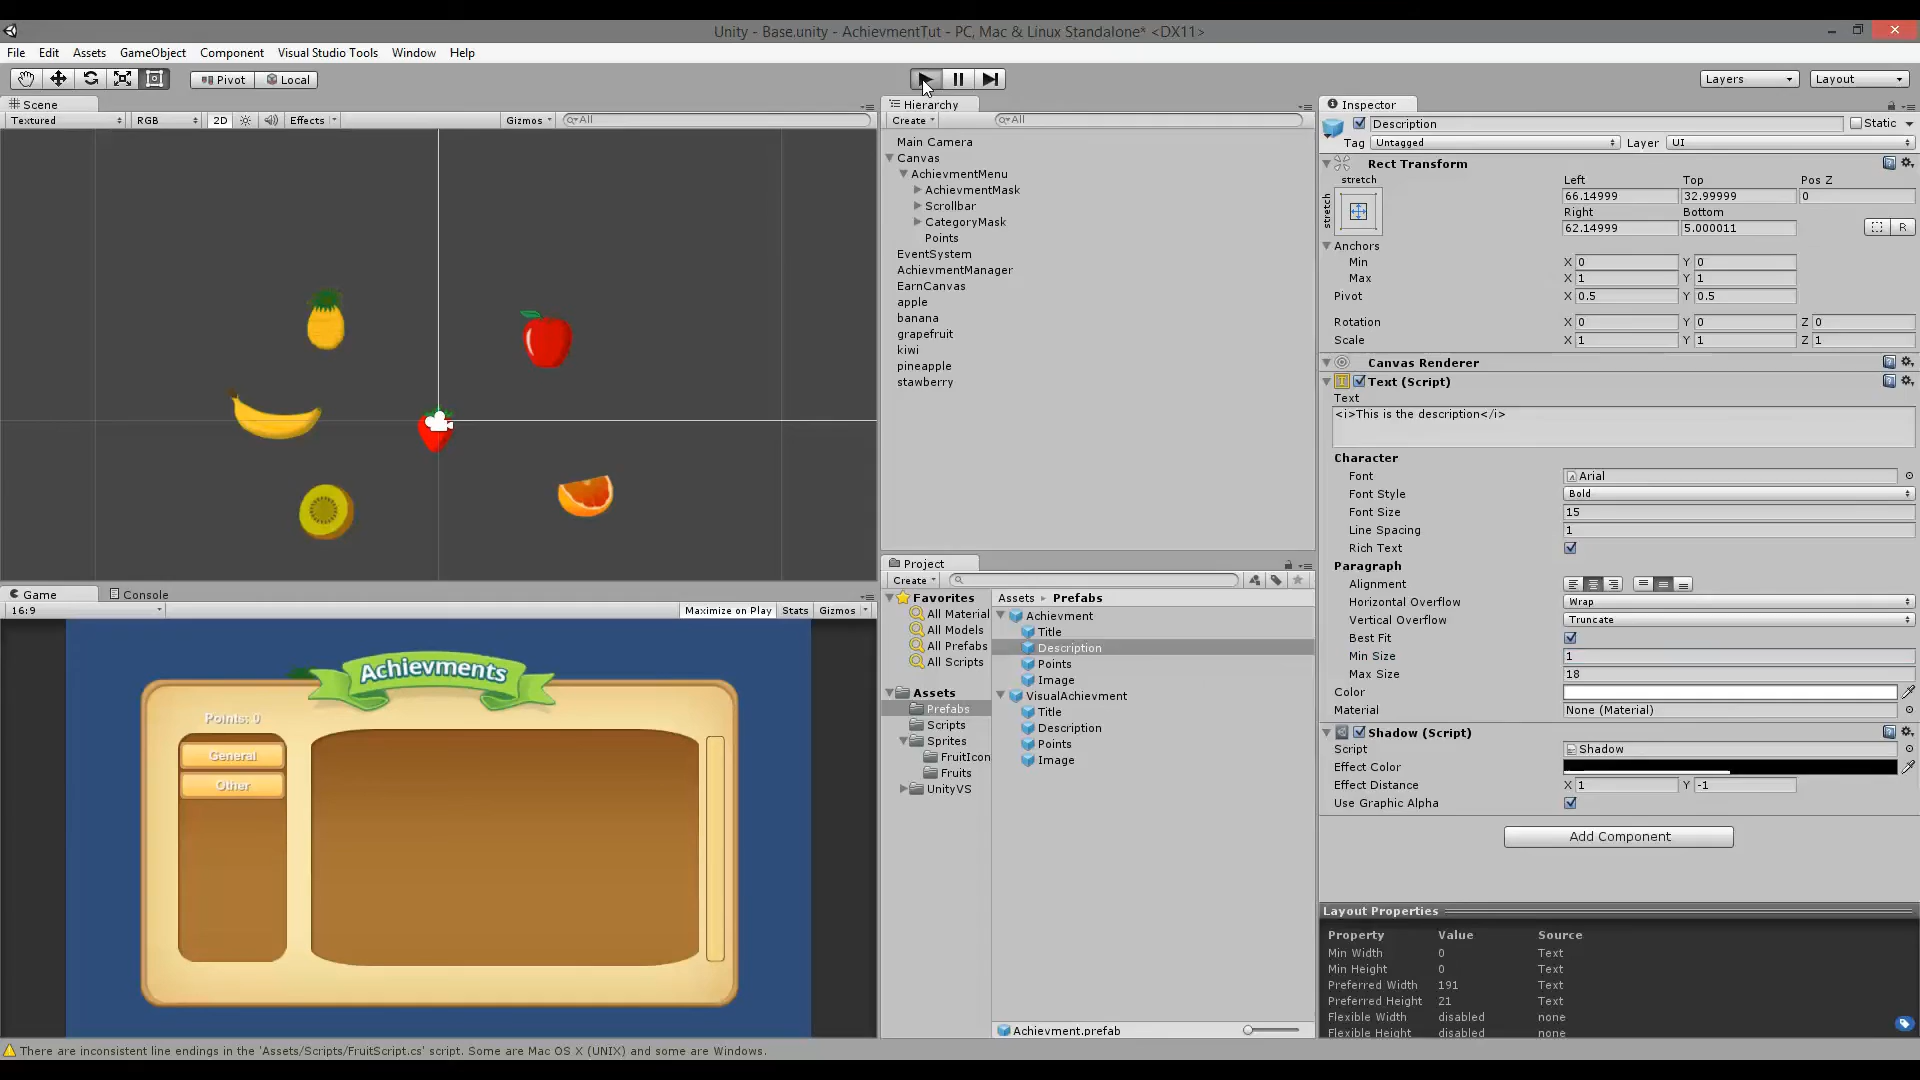 Unity - Base.unity - AchievmentTut - PC, Mac & Linux Standalone* <DX11>
File Edit Assets GameObject Component Visual Studio Tools Window Help
Pivot Local Layers Layout
Scene
Textured RGB 2D Effects Gizmos All
Hierarchy
Create All
Main Camera
Canvas
AchievmentMenu
AchievmentMask
Scrollbar
CategoryMask
Points
EventSystem
AchievmentManager
EarnCanvas
apple
banana
grapefruit
kiwi
pineapple
stawberry
Game Console
16:9 Maximize on Play Stats Gizmos
Achievments
Points: 0
General
Other
Project
Create
Favorites
All Material
All Models
All Prefabs
All Scripts
Assets
Prefabs
Scripts
Sprites
FruitIcon
Fruits
UnityVS
Assets Prefabs
Achievment
Title
Description
Points
Image
VisualAchievment
Title
Description
Points
Image
Achievment.prefab
Inspector
Description Static
Tag Untagged Layer UI
Rect Transform
stretch
stretch
Left Top Pos Z
66.14999 32.99999 0
Right Bottom
62.14999 5.000011 R
Anchors
Min X 0 Y 0
Max X 1 Y 1
Pivot X 0.5 Y 0.5
Rotation X 0 Y 0 Z 0
Scale X 1 Y 1 Z 1
Canvas Renderer
Text (Script)
Text
<i>This is the description</i>
Character
Font Arial
Font Style Bold
Font Size 15
Line Spacing 1
Rich Text
Paragraph
Alignment
Horizontal Overflow Wrap
Vertical Overflow Truncate
Best Fit
Min Size 1
Max Size 18
Color
Material None (Material)
Shadow (Script)
Script Shadow
Effect Color
Effect Distance X 1 Y -1
Use Graphic Alpha
Add Component
Layout Properties
Property Value Source
Min Width 0 Text
Min Height 0 Text
Preferred Width 191 Text
Preferred Height 21 Text
Flexible Width disabled none
Flexible Height disabled none
There are inconsistent line endings in the 'Assets/Scripts/FruitScript.cs' script. Some are Mac OS X (UNIX) and some are Windows.